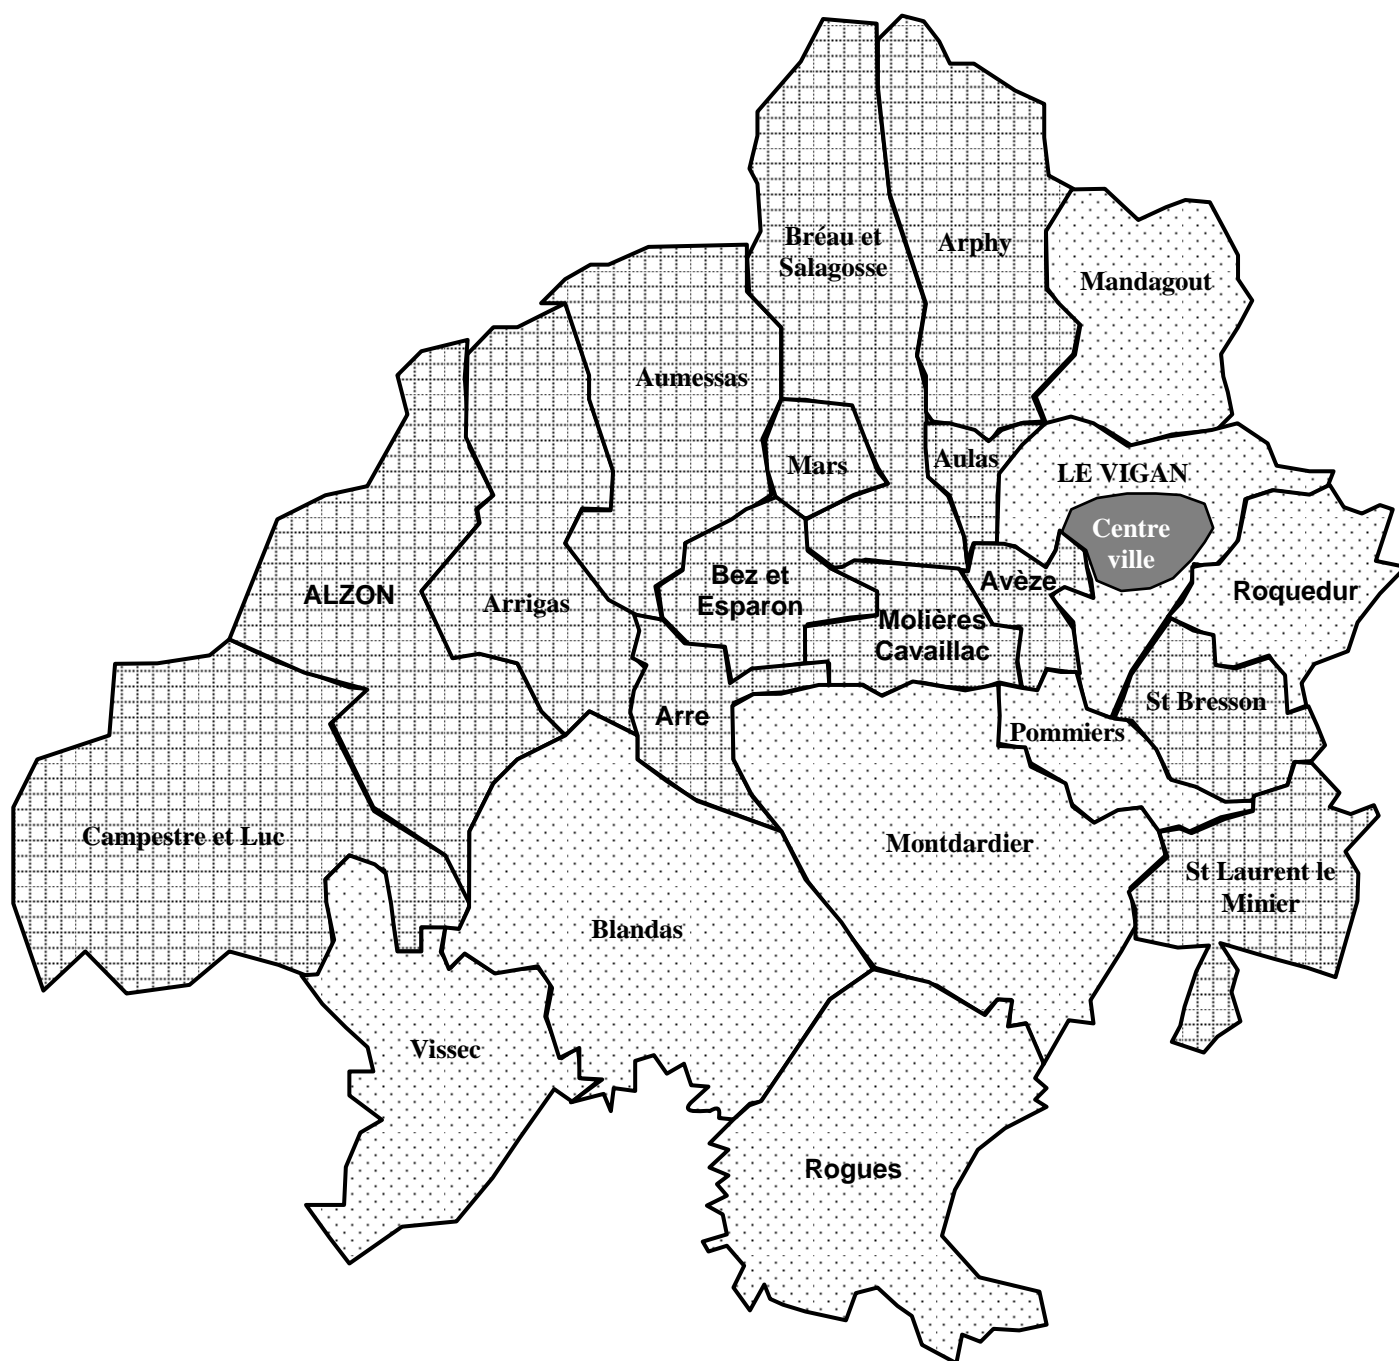 Bréau et
Salagosse
Arphy
Mandagout
Aumessas
Mars
Aulas
LE VIGAN
Centre
ville
Bez et
Esparon
Avèze
ALZON
Arrigas
Roquedur
Molières
Cavaillac
St Bresson
Arre
Pommiers
Campestre et Luc
Montdardier
St Laurent le
Minier
Blandas
Vissec
Rogues